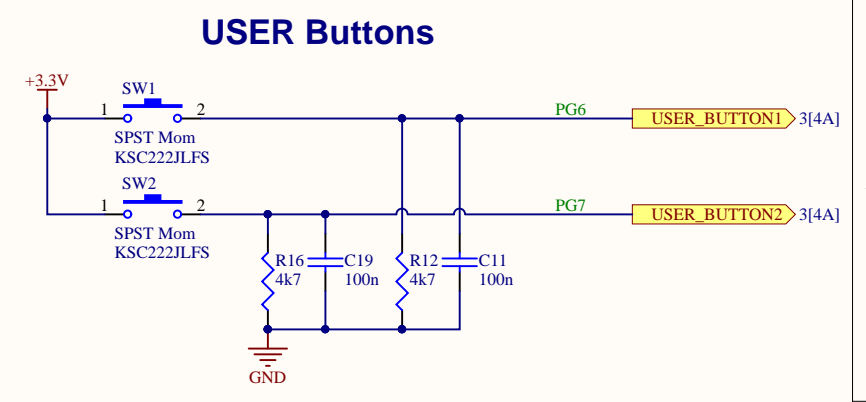 USER Buttons
+3.3V
SW1
1 2 PG6 USER_BUTTON1 3[4A]
SPST Mom
KSC222JLFS
SW2
1 2 PG7 USER_BUTTON2 3[4A]
SPST Mom
KSC222JLFS
R16 C19 R12 C11
4k7 100n 4k7 100n
GND